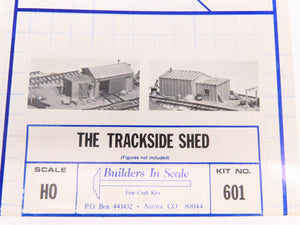 THE TRACKSIDE SHED
(Figures not included)
SCALE
HO
Builders In Scale
Fine Craft Kits
P.O. Box 441432 • Aurora, CO 80044
KIT NO.
601